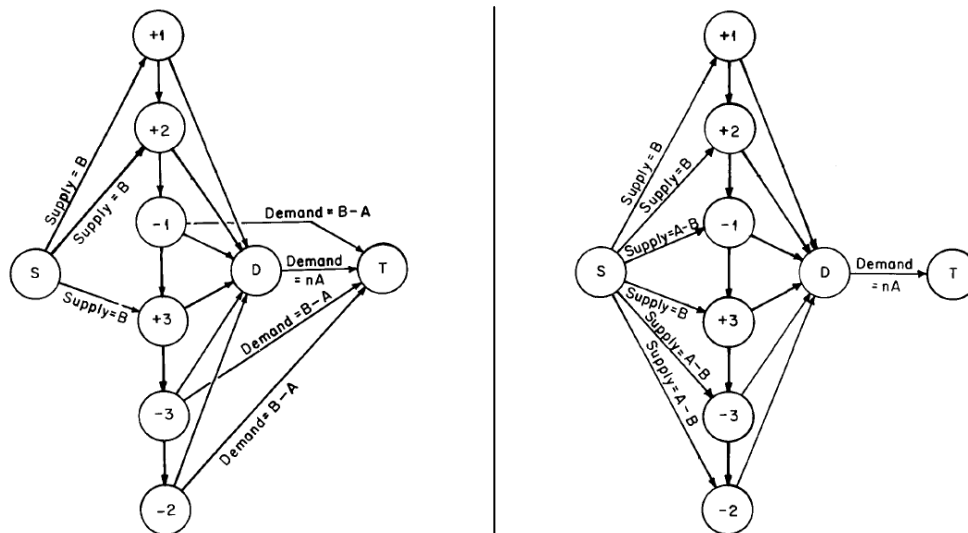 +1
+2
Supply=B
Supply=B
-1
Demand=B-A
S
D
Demand
=nA
T
Supply=B
+3
Demand=B-A
-3
Demand=B-A
-2
+1
+2
Supply=B
Supply=B
-1
Supply=A-B
S
D
Demand
=nA
T
Supply=B
+3
Supply=A-B
Supply=A-B
-3
-2